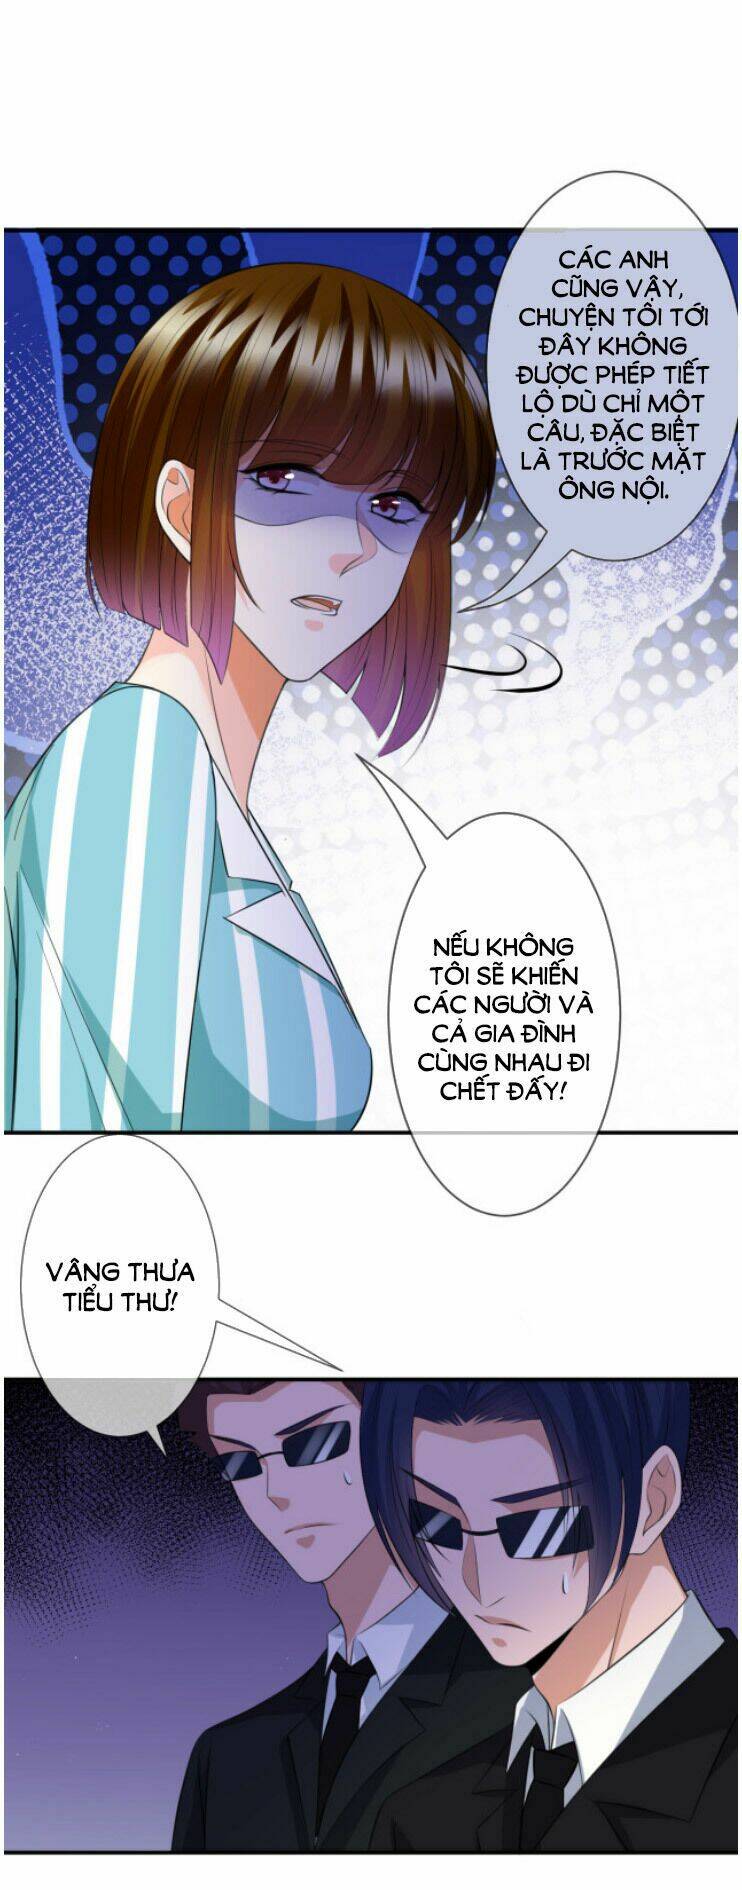 CÁC ANH
CŨNG VẬY,
CHUYỆN TÔI TỚI
ĐÂY KHÔNG
ĐƯỢC PHÉP TIẾT
LỘ DÙ CHỈ MỘT
CÂU, ĐẶC BIỆT
LÀ TRƯỚC MẶT
ÔNG NỘI.
NẾU KHÔNG
TÔI SẼ KHIẾN
CÁC NGƯỜI VÀ
CẢ GIA ĐÌNH
CÙNG NHAU ĐI
CHẾT ĐẤY!
VÂNG THƯA
TIỂU THƯ!